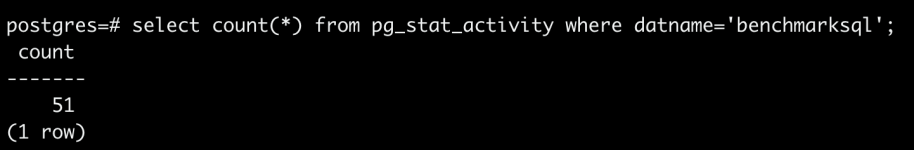 postgres=# select count(*) from pg_stat_activity where datname='benchmarksql';
 count
-------
    51
(1 row)